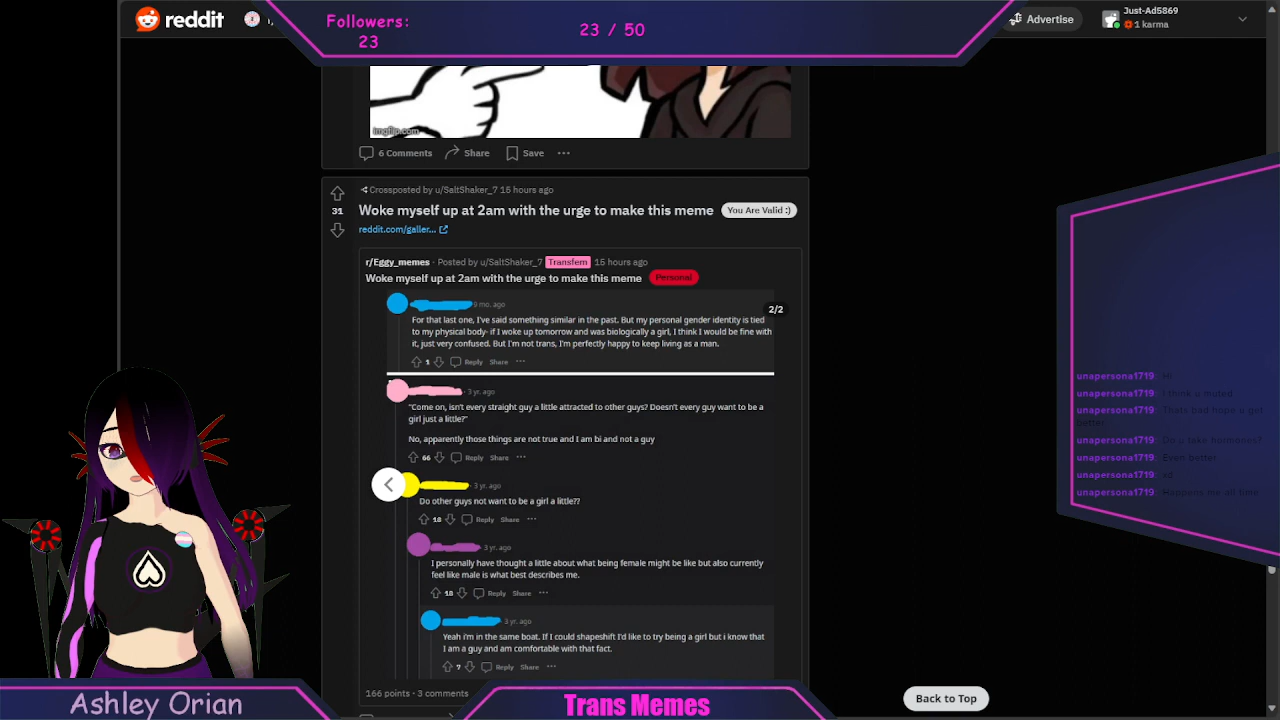 Followers:
23
23 / 50
reddit
Advertise
Just-Ad5869
1 karma
imgflip.com
6 Comments
Share
Save
Crossposted by u/SaltShaker_7 15 hours ago
31
Woke myself up at 2am with the urge to make this meme
You Are Valid :)
reddit.com/galler...
r/Eggy_memes · Posted by u/SaltShaker_7 Transfem 15 hours ago
Woke myself up at 2am with the urge to make this meme Personal
2/2
mo. ago
For that last one, I've said something similar in the past. But my personal gender identity is tied
to my physical body- if I woke up tomorrow and was biologically a girl, I think I would be fine with
it, just very confused. But I'm not trans, I'm perfectly happy to keep living as a man.
1 Reply Share
3 yr. ago
"Come on, isn't every straight guy a little attracted to other guys? Doesn't every guy want to be a
girl just a little?"
No, apparently those things are not true and I am bi and not a guy
66 Reply Share
3 yr. ago
Do other guys not want to be a girl a little??
18 Reply Share
3 yr. ago
I personally have thought a little about what being female might be like but also currently
feel like male is what best describes me.
18 Reply Share
3 yr. ago
Yeah i'm in the same boat. If I could shapeshift I'd like to try being a girl but i know that
I am a guy and am comfortable with that fact.
7 Reply Share
166 points · 3 comments
Back to Top
unapersona1719: Hi
unapersona1719: I think u muted
unapersona1719: Thats bad hope u get
better
unapersona1719: Do u take hormones?
unapersona1719: Even better
unapersona1719: xd
unapersona1719: Happens me all time
Ashley Orian
Trans Memes